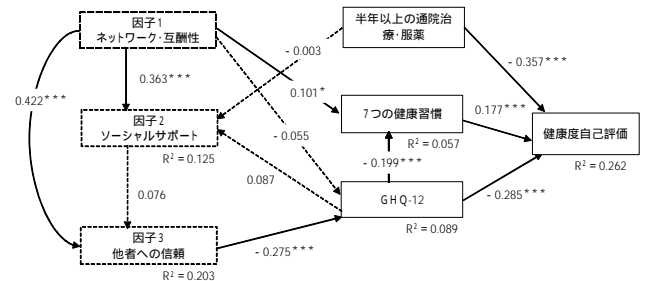 因子1
ネットワーク・互酬性
半年以上の通院治
療・服薬
- 0.003
- 0.357***
0.363***
0.422***
0.101*
7つの健康習慣
0.177***
因子2
ソーシャルサポート
健康度自己評価
- 0.055
R² = 0.057
R² = 0.125
- 0.199***
R² = 0.262
0.076
0.087
GHQ-12
- 0.285***
R² = 0.089
因子3
他者への信頼
- 0.275***
R² = 0.203